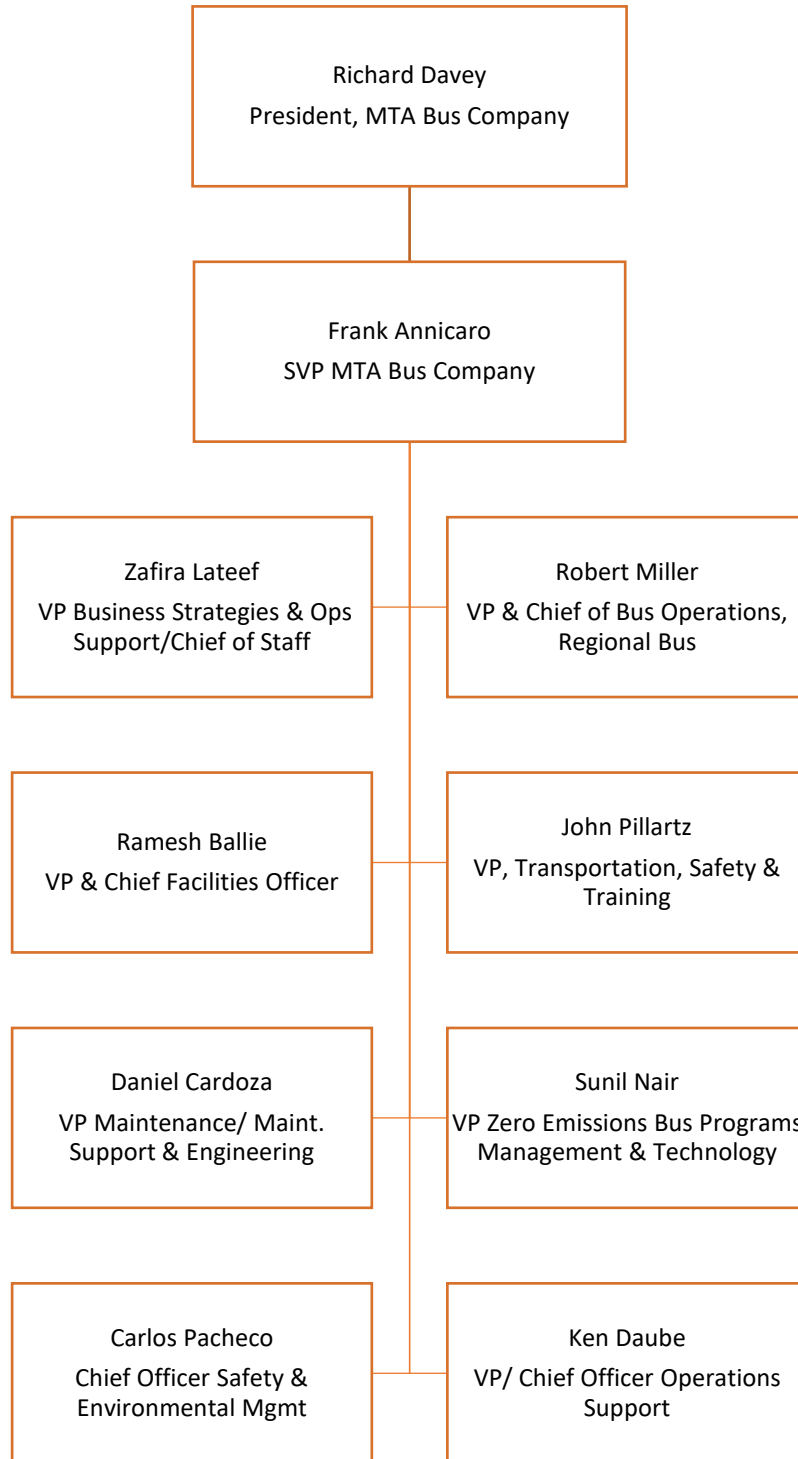 Richard Davey
President, MTA Bus Company
Frank Annicaro
SVP MTA Bus Company
Zafira Lateef
VP Business Strategies & Ops
Support/Chief of Staff
Robert Miller
VP & Chief of Bus Operations,
Regional Bus
Ramesh Ballie
VP & Chief Facilities Officer
John Pillartz
VP, Transportation, Safety &
Training
Daniel Cardoza
VP Maintenance/ Maint.
Support & Engineering
Sunil Nair
VP Zero Emissions Bus Programs
Management & Technology
Carlos Pacheco
Chief Officer Safety &
Environmental Mgmt
Ken Daube
VP/ Chief Officer Operations
Support